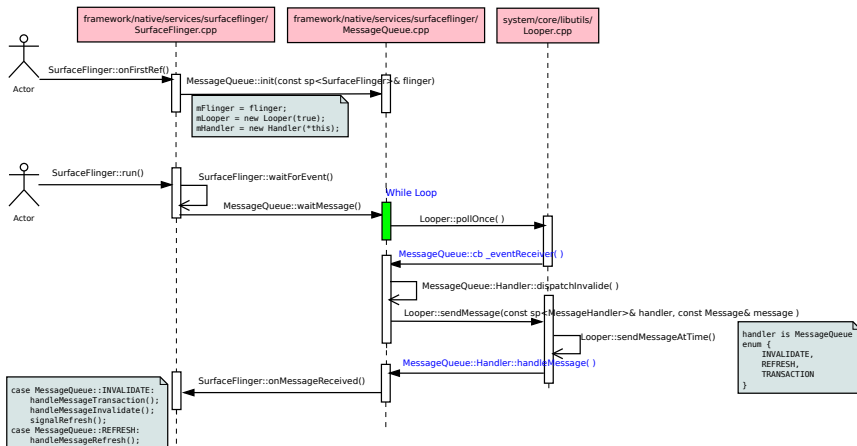 framework/native/services/surfaceflinger/
SurfaceFlinger.cpp
framework/native/services/surfaceflinger/
MessageQueue.cpp
system/core/libutils/
Looper.cpp
SurfaceFlinger::onFirstRef()
Actor
MessageQueue::init(const sp<SurfaceFlinger>& flinger)
mFlinger = flinger;
mLooper = new Looper(true);
mHandler = new Handler(*this);
SurfaceFlinger::run()
Actor
SurfaceFlinger::waitForEvent()
While Loop
MessageQueue::waitMessage()
Looper::pollOnce( )
MessageQueue::cb _eventReceiver( )
MessageQueue::Handler::dispatchInvalide( )
Looper::sendMessage(const sp<MessageHandler>& handler, const Message& message )
Looper::sendMessageAtTime()
handler is MessageQueue
enum {
INVALIDATE,
REFRESH,
TRANSACTION
}
MessageQueue::Handler::handleMessage( )
SurfaceFlinger::onMessageReceived()
case MessageQueue::INVALIDATE:
handleMessageTransaction();
handleMessageInvalidate();
signalRefresh();
case MessageQueue::REFRESH:
handleMessageRefresh();